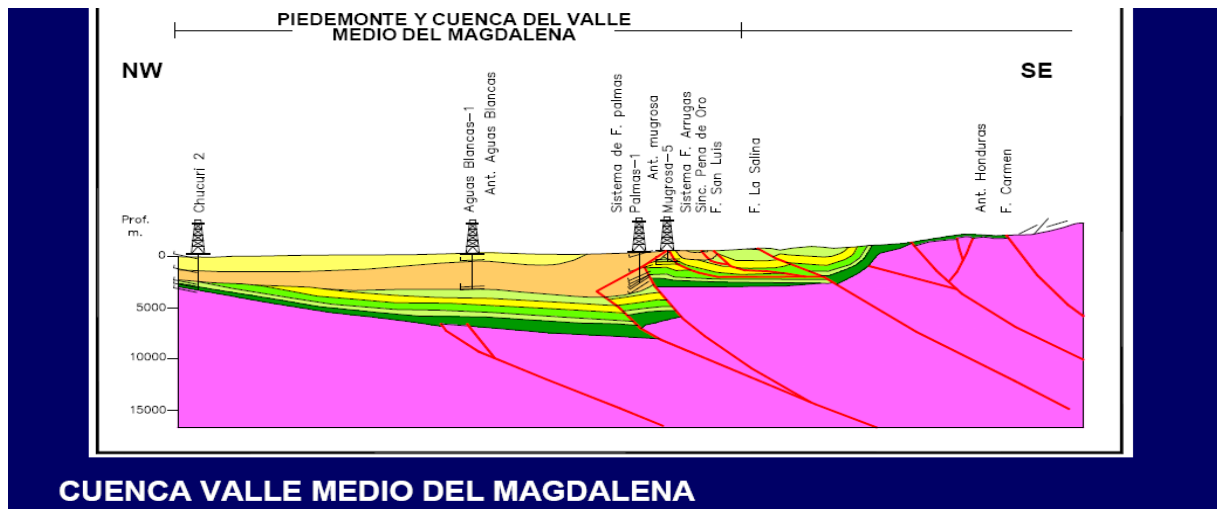 PIEDEMONTE Y CUENCA DEL VALLE
MEDIO DEL MAGDALENA
NW
SE
Prof.
m.
Chucuri 2
Aguas Blancas-1
Ant. Aguas Blancas
Sistema de F. palmas
Palmas-1
Ant. mugrosa
Mugrosa-5
Sistema F. Arrugas
Sinc. Pena de Oro
F. San Luis
F. La Salina
Ant. Honduras
F. Carmen
0
5000
10000
15000
CUENCA VALLE MEDIO DEL MAGDALENA